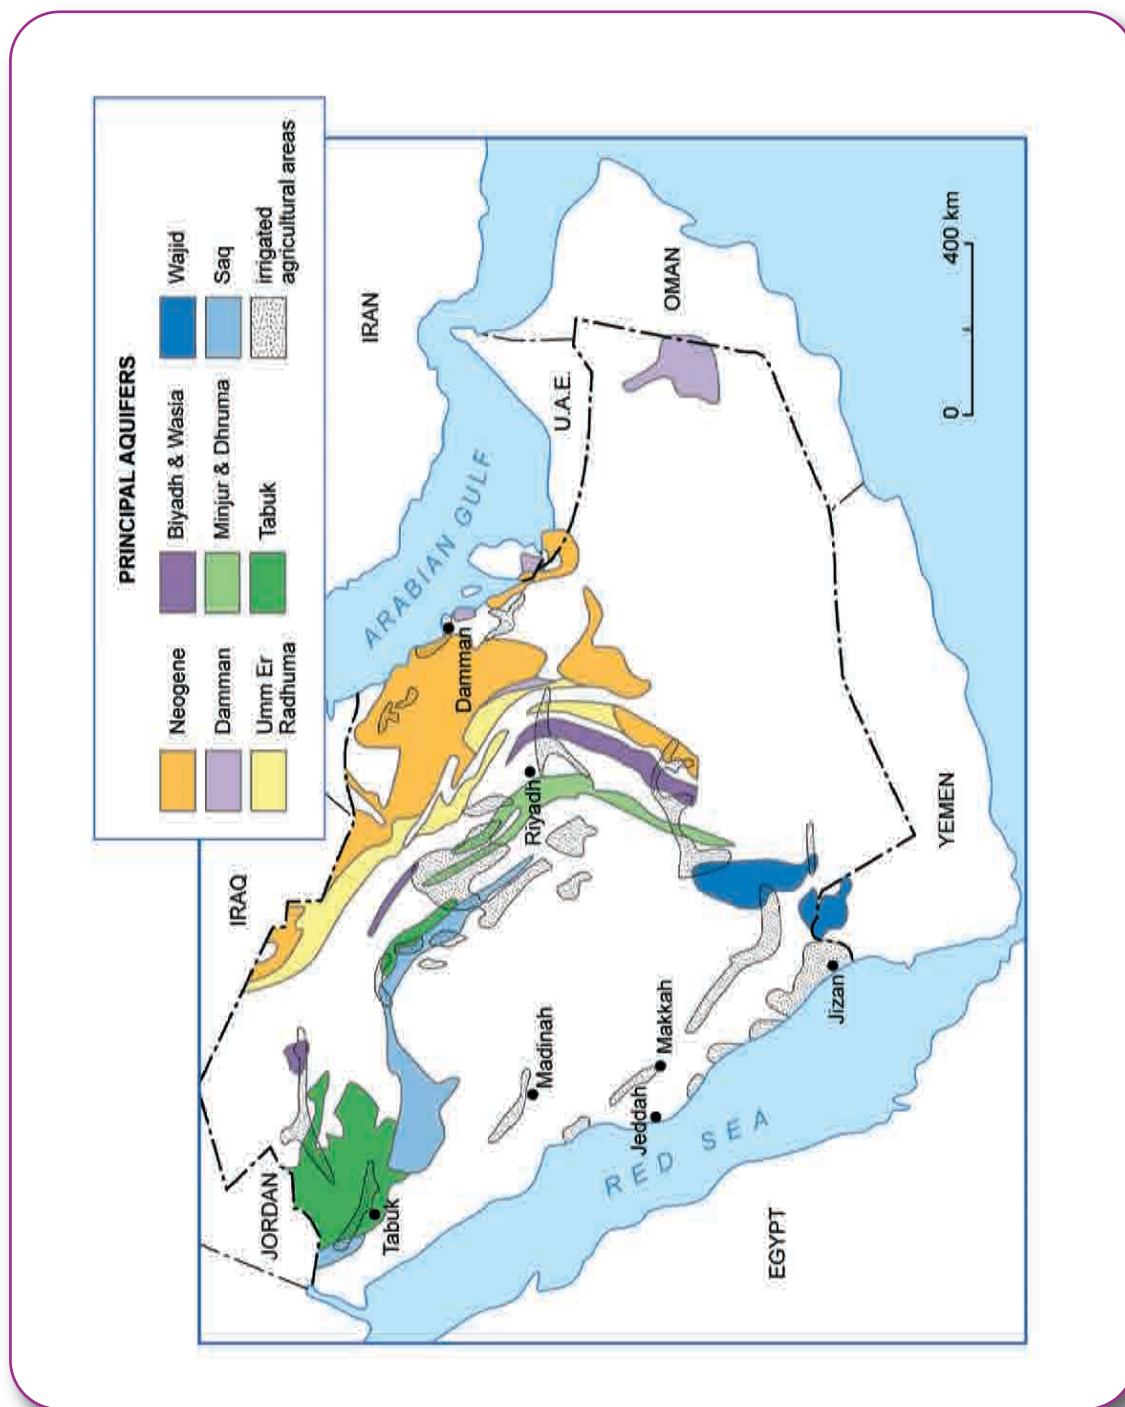 PRINCIPAL AQUIFERS
Neogene
Damman
Umm Er
Radhuma
Biyadh & Wasia
Minjur & Dhruma
Tabuk
Wajid
Saq
irrigated
agricultural areas
IRAQ
IRAN
JORDAN
ARABIAN GULF
Tabuk
Damman
U.A.E.
OMAN
Riyadh
Madinah
Jeddah
Makkah
RED SEA
Jizan
EGYPT
YEMEN
0 400 km